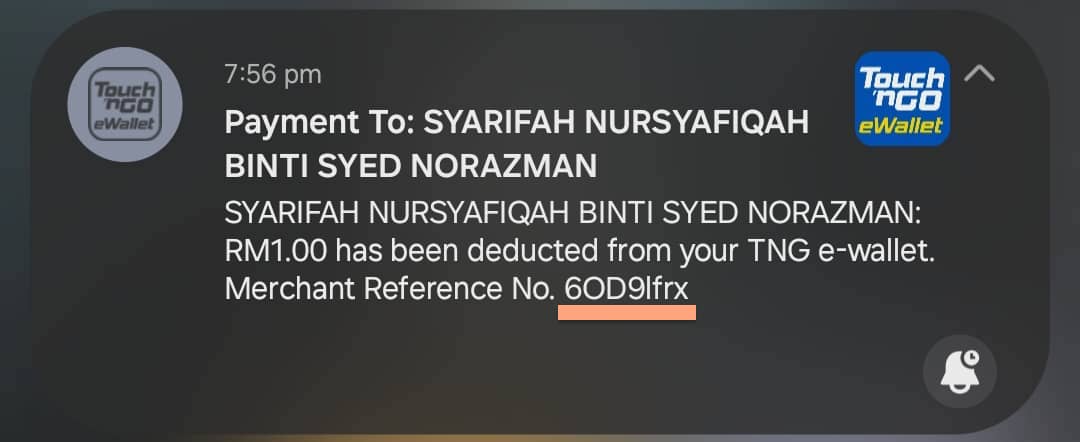 Touch
'nGO
eWallet
7:56 pm
Touch
'nGO
eWallet
Payment To: SYARIFAH NURSYAFIQAH
BINTI SYED NORAZMAN
SYARIFAH NURSYAFIQAH BINTI SYED NORAZMAN:
RM1.00 has been deducted from your TNG e-wallet.
Merchant Reference No. 6OD9lfrx